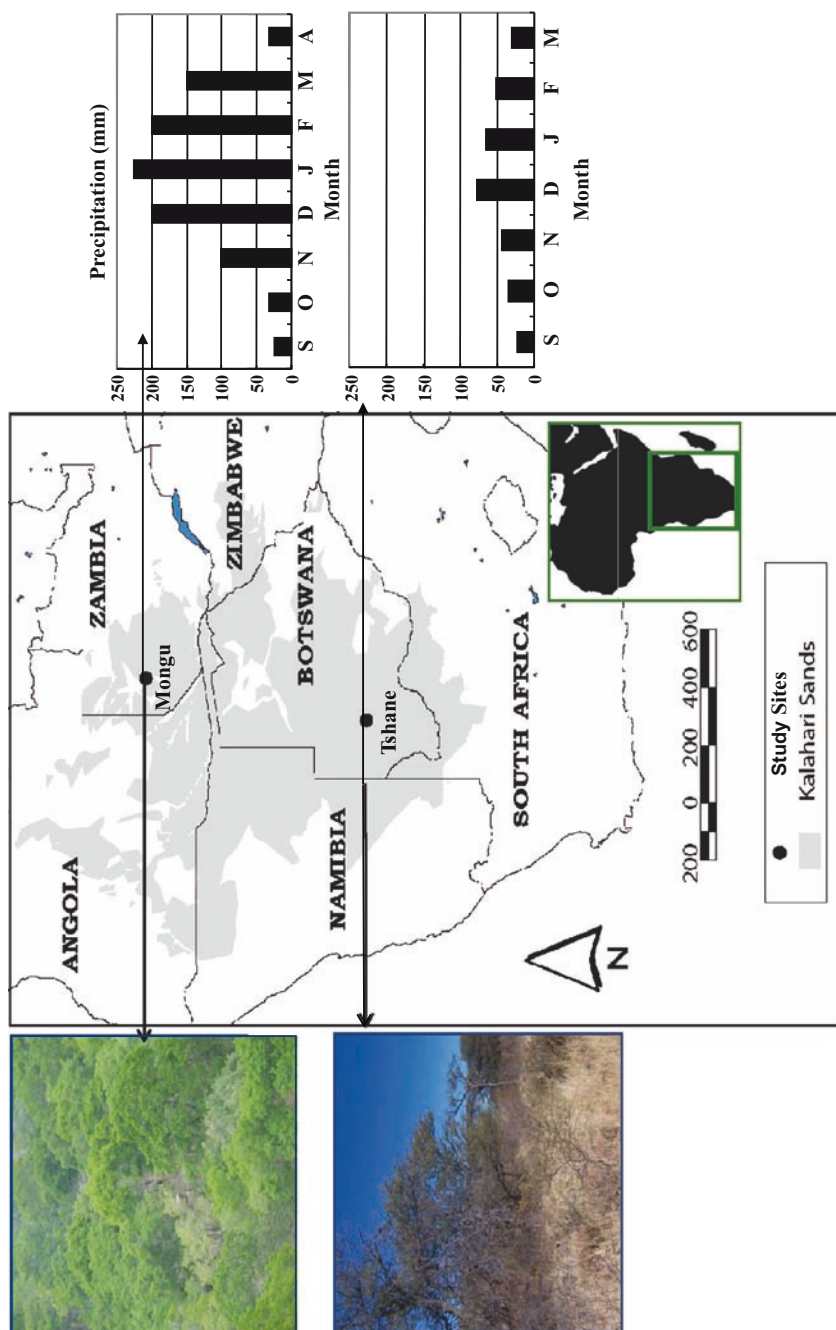 Precipitation (mm)
250
200
150
100
50
0
S O N D J F M A
Month
250
200
150
100
50
0
S O N D J F M
Month
ANGOLA
ZAMBIA
Mongu
ZIMBABWE
BOTSWANA
NAMIBIA
Tshane
SOUTH AFRICA
N
200 0 200 400 600
Study Sites
Kalahari Sands